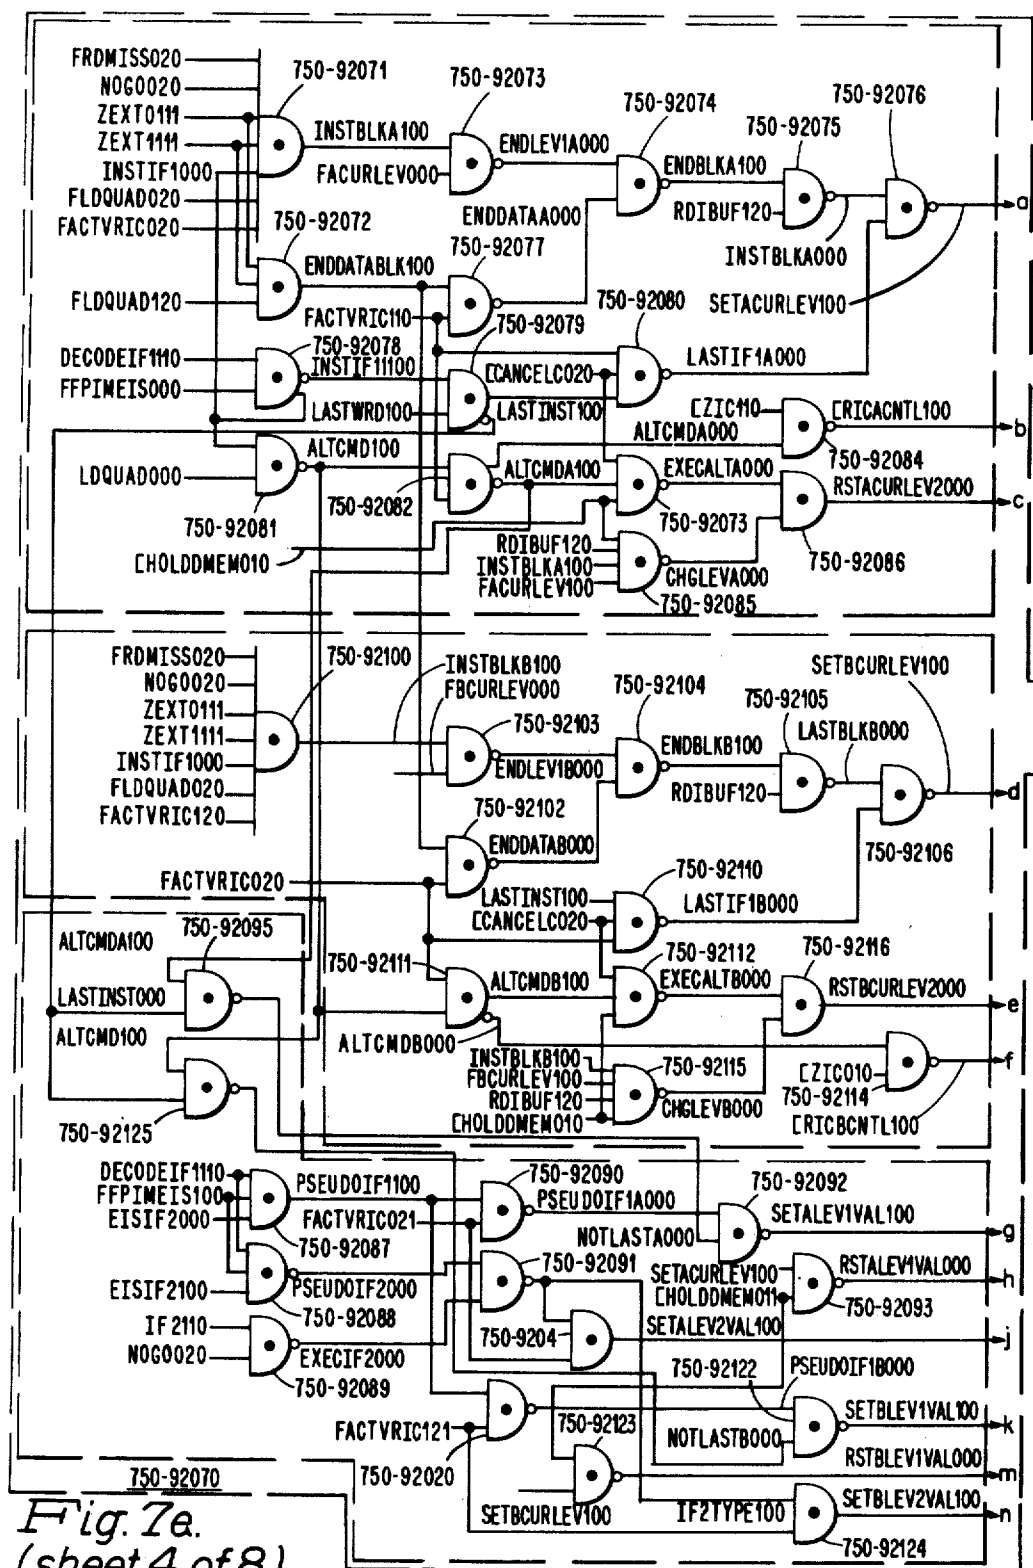 FRDMISS020
NOGO020
ZEXT0111
ZEXT1111
INSTIF1000
FLDQUAD020
FACTVRIC020
750-92071
INSTBLKA100
FACURLEV000
750-92073
ENDLEV1A000
ENDDATAA000
750-92074
ENDBLKA100
RDIBUF120
750-92075
INSTBLKA000
750-92076
SETACURLEV100
a
750-92072
FLDQUAD120
ENDDATABLK100
750-92077
FACTVRIC110
750-92079
750-92080
LASTIF1A000
DECODEIF1110
FFPIMEIS000
750-92078
INSTIF11100
LASTWRD100
[CANCELC020
LASTINST100
[ZIC110
ALTCMDA000
[RICACNTL100
b
750-92084
LDQUAD000
ALTCMD100
750-92081
750-92082
ALTCMDA100
EXECALTA000
750-92073
RSTACURLEV2000
c
750-92086
[HOLDDMEM010
RDIBUF120
INSTBLKA100
FACURLEV100
CHGLEVA000
750-92085
FRDMISS020
NOGO020
ZEXT0111
ZEXT1111
INSTIF1000
FLDQUAD020
FACTVRIC120
750-92100
INSTBLKB100
FBCURLEV000
750-92103
ENDLEV1B000
750-92104
ENDBLKB100
RDIBUF120
750-92105
LASTBLKB000
SETBCURLEV100
d
750-92106
750-92102
ENDDATAB000
FACTVRIC020
LASTINST100
[CANCELC020
750-92110
LASTIF1B000
ALTCMDA100
750-92095
LASTINST000
ALTCMD100
750-92125
750-92111
ALTCMDB100
ALTCMDB000
750-92112
EXECALTB000
750-92116
RSTBCURLEV2000
e
INSTBLKB100
FBCURLEV100
RDIBUF120
[HOLDDMEM010
750-92115
CHGLEVB000
[ZIC010
750-92114
[RICBCNTL100
f
DECODEIF1110
FFPIMEIS100
EISIF2000
PSEUDOIF1100
750-92087
FACTVRIC021
750-92090
PSEUDOIF1A000
NOTLASTA000
750-92092
SETALEV1VAL100
g
EISIF2100
PSEUDOIF2000
750-92088
750-92091
SETACURLEV100
[HOLDDMEM011
RSTALEV1VAL000
h
750-92093
IF2110
NOGO020
EXECIF2000
750-92089
750-9204
SETALEV2VAL100
j
750-92122
PSEUDOIF1B000
FACTVRIC121
750-92020
750-92123
NOTLASTB000
SETBLEV1VAL100
k
RSTBLEV1VAL000
m
SETBCURLEV100
IF2TYPE100
SETBLEV2VAL100
n
750-92124
750-92070
Fig. 7e.
(sheet 4 of 8)